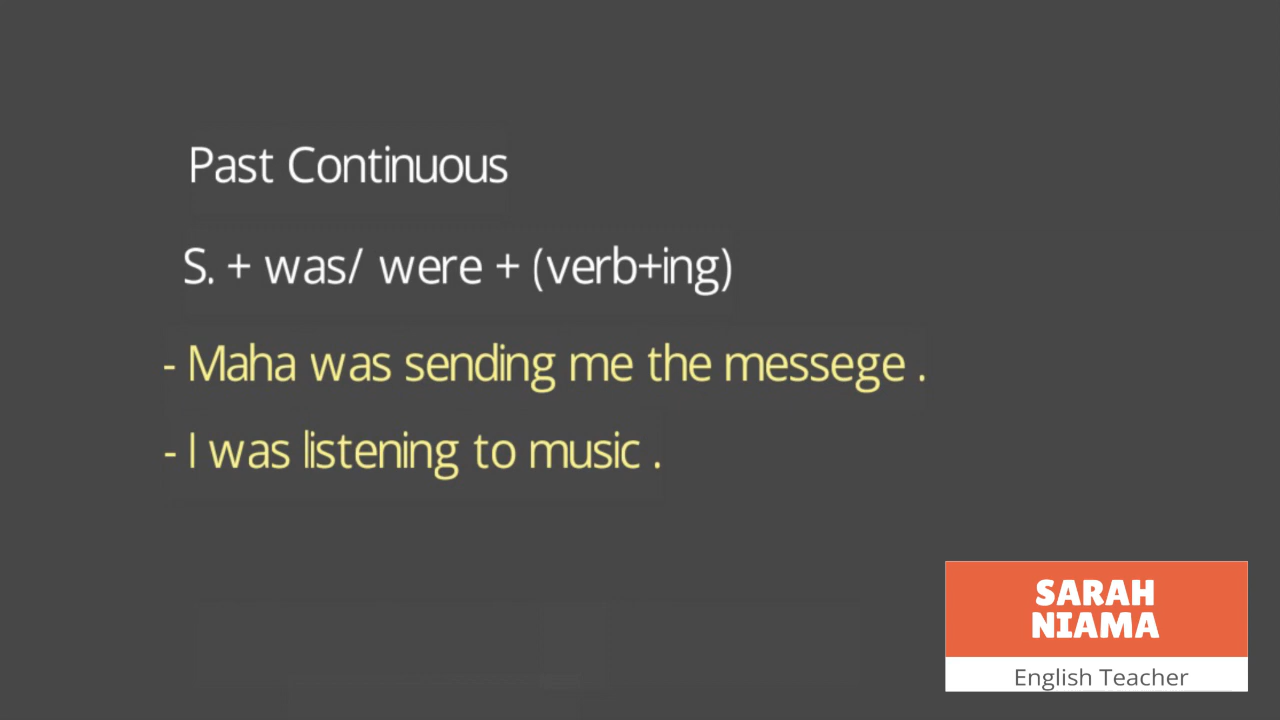 Past Continuous
S. + was/ were + (verb+ing)
- Maha was sending me the messege .
- I was listening to music .
SARAH
NIAMA
English Teacher